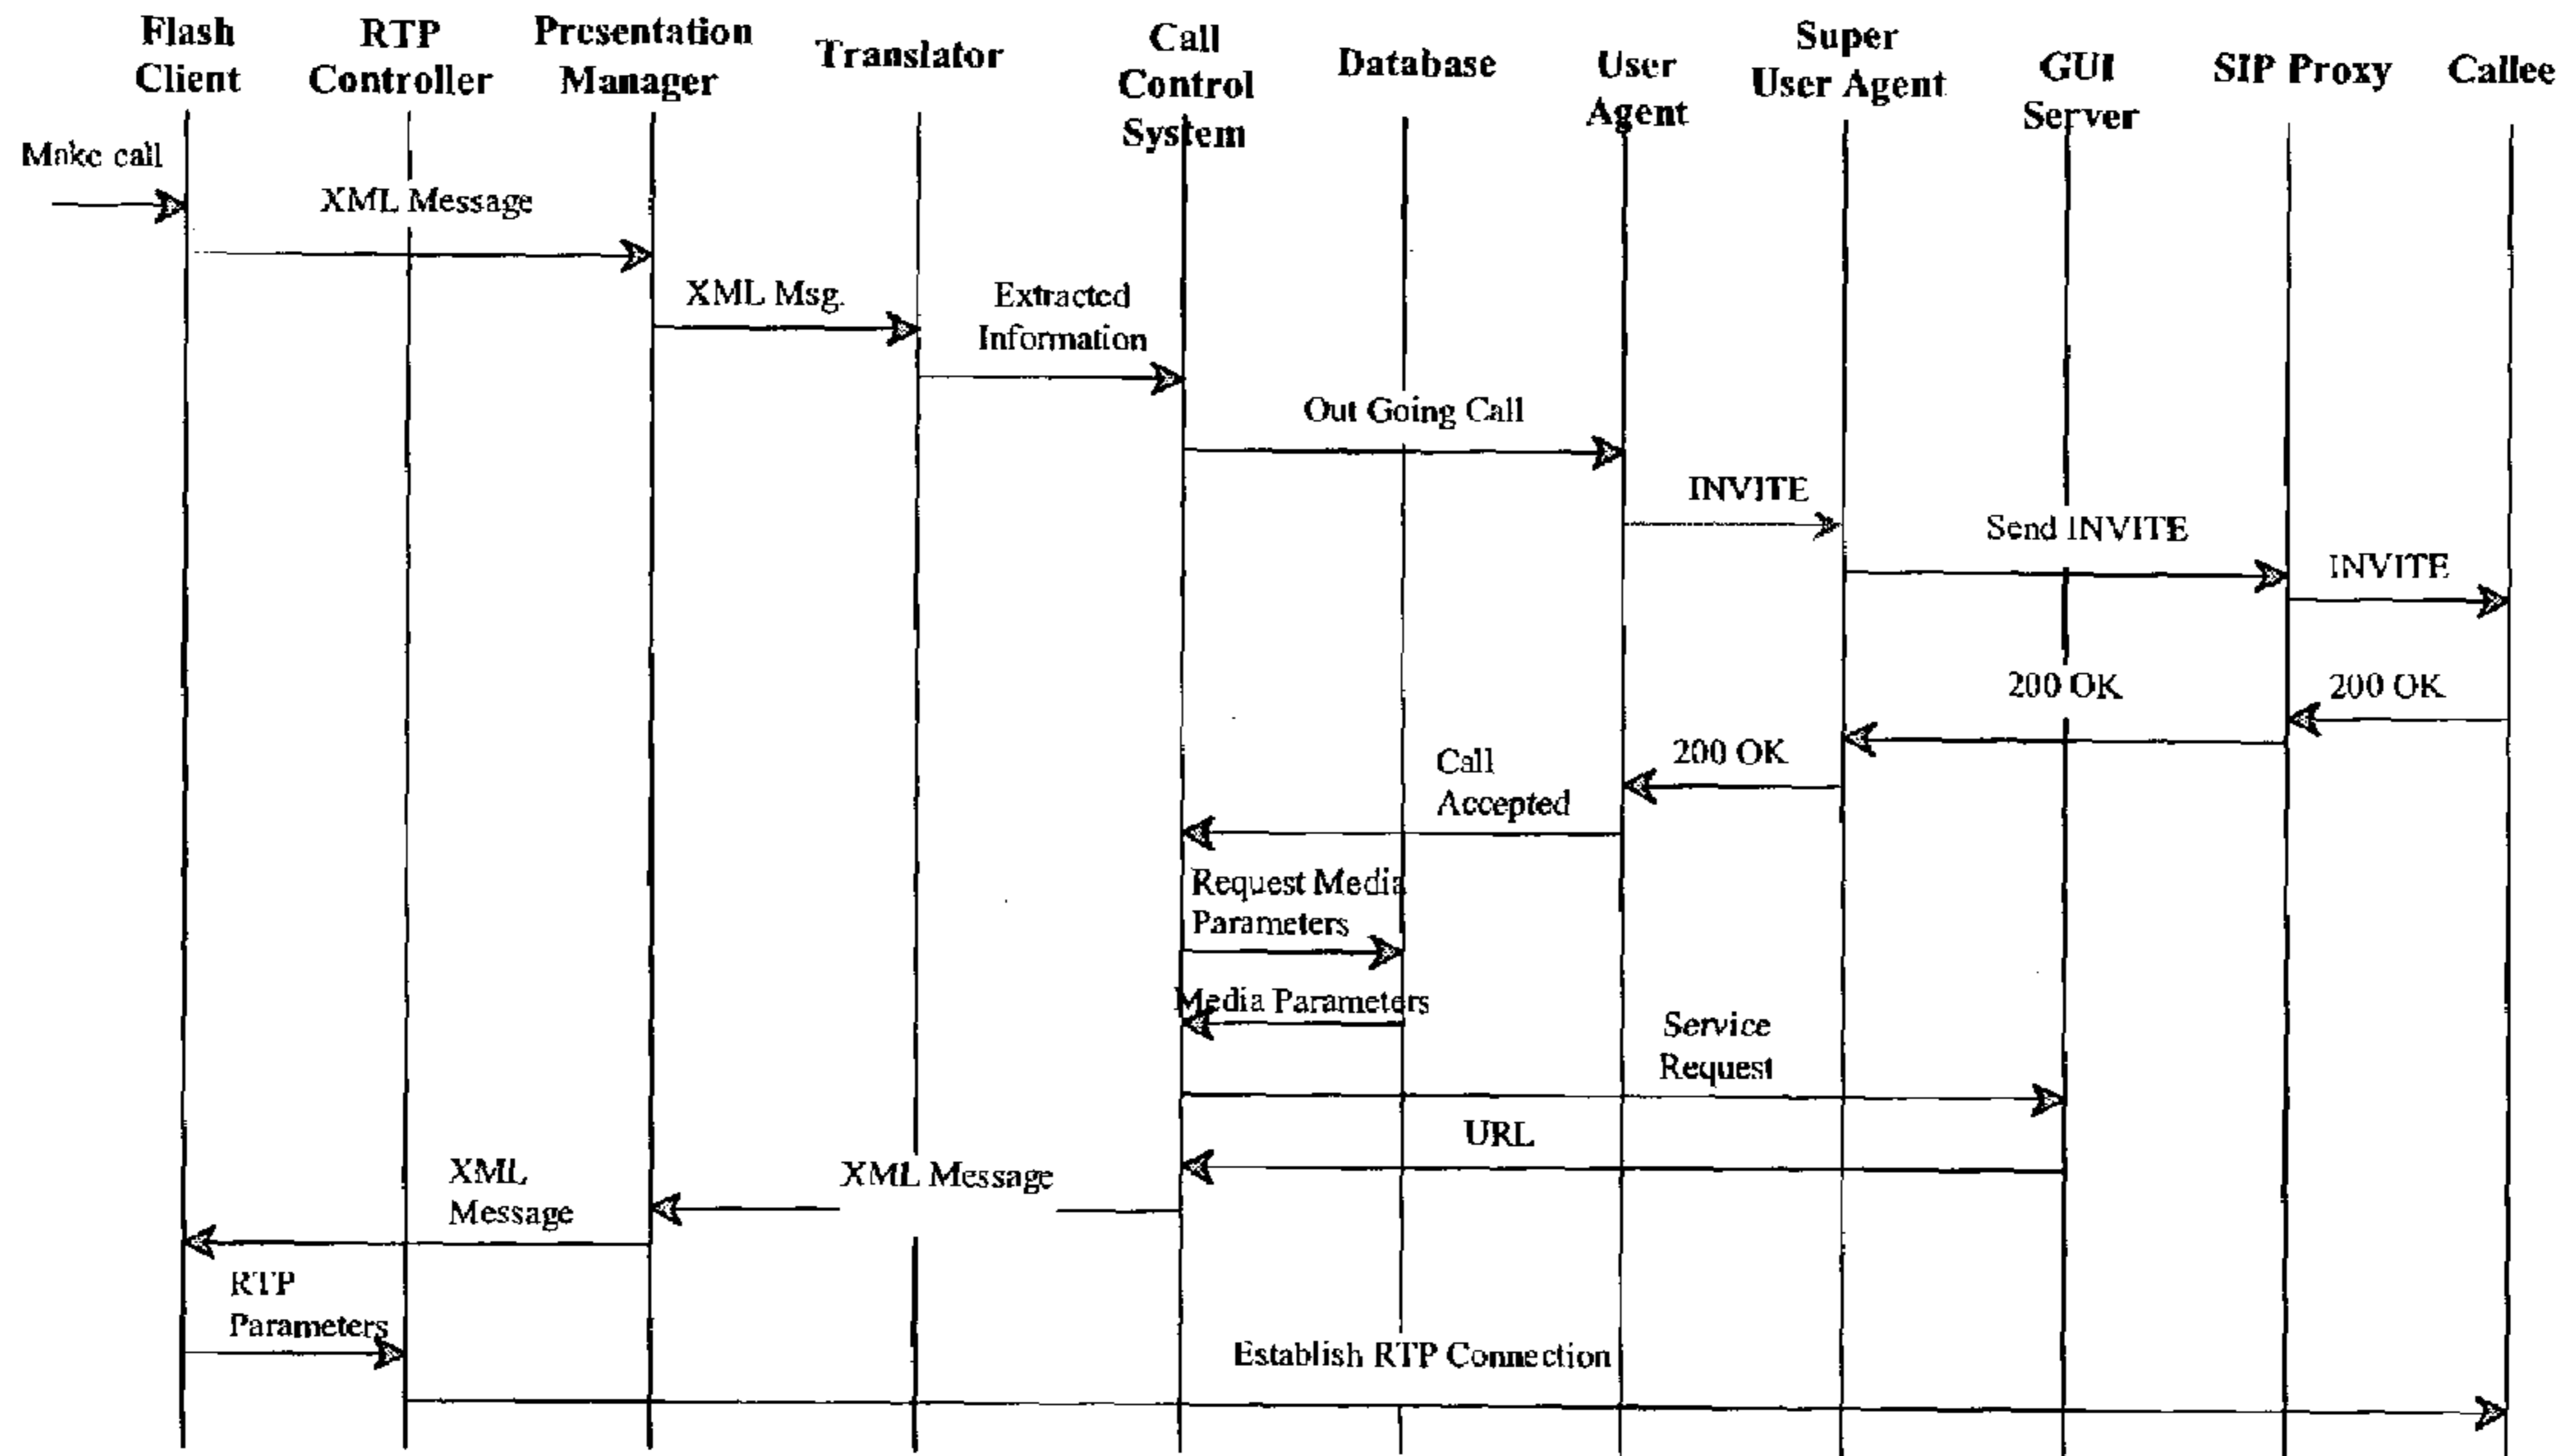 Flash
Client
RTP
Controller
Presentation
Manager
Translator
Call
Control
System
Database
User
Agent
Super
User Agent
GUI
Server
SIP Proxy
Callee
Make call
XML Message
XML Msg.
Extracted
Information
Out Going Call
INVITE
Send INVITE
INVITE
200 OK
200 OK
200 OK
Call
Accepted
Request Media
Parameters
Media Parameters
Service
Request
URL
XML Message
XML
Message
RTP
Parameters
Establish RTP Connection